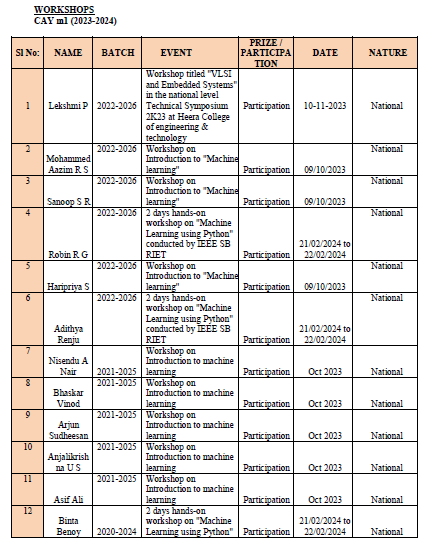 WORKSHOPS
CAY m1 (2023-2024)
Sl No: NAME BATCH EVENT PRIZE / PARTICIPATION DATE NATURE
1 Lekshmi P 2022-2026 Workshop titled "VLSI and Embedded Systems" in the national level Technical Symposium 2K23 at Heera College of engineering & technology Participation 10-11-2023 National
2 Mohammed Aazim R S 2022-2026 Workshop on Introduction to "Machine learning" Participation 09/10/2023 National
3 Sanoop S R 2022-2026 Workshop on Introduction to "Machine learning" Participation 09/10/2023 National
4 Robin R G 2022-2026 2 days hands-on workshop on "Machine Learning using Python" conducted by IEEE SB RIET Participation 21/02/2024 to 22/02/2024 National
5 Haripriya S 2022-2026 Workshop on Introduction to "Machine learning" Participation 09/10/2023 National
6 Adithya Renju 2022-2026 2 days hands-on workshop on "Machine Learning using Python" conducted by IEEE SB RIET Participation 21/02/2024 to 22/02/2024 National
7 Nisendu A Nair 2021-2025 Workshop on Introduction to machine learning Participation Oct 2023 National
8 Bhaskar Vinod 2021-2025 Workshop on Introduction to machine learning Participation Oct 2023 National
9 Arjun Sudheesan 2021-2025 Workshop on Introduction to machine learning Participation Oct 2023 National
10 Anjalikrishna U S 2021-2025 Workshop on Introduction to machine learning Participation Oct 2023 National
11 Asif Ali 2021-2025 Workshop on Introduction to machine learning Participation Oct 2023 National
12 Binta Benoy 2020-2024 2 days hands-on workshop on "Machine Learning using Python" Participation 21/02/2024 to 22/02/2024 National